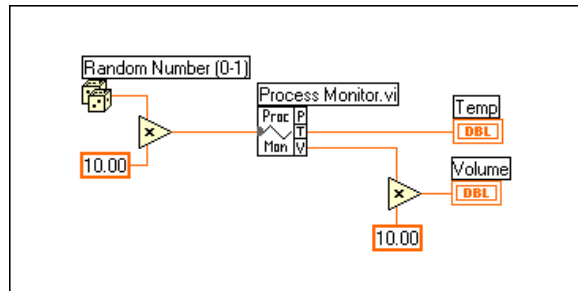 Random Number (0-1)
Process Monitor.vi
Proc P
T
Mon V
Temp
DBL
×
10.00
Volume
DBL
×
10.00